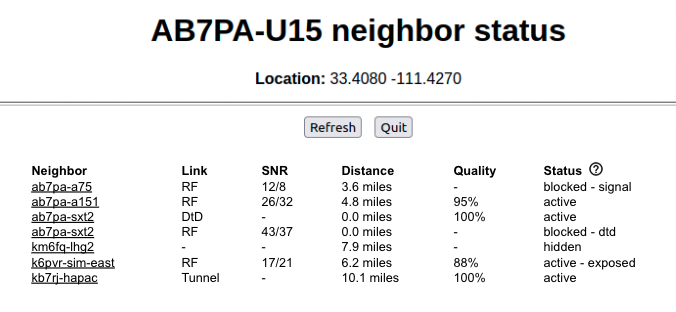 AB7PA-U15 neighbor status
Location: 33.4080 -111.4270
Refresh Quit
Neighbor Link SNR Distance Quality Status ?
ab7pa-a75 RF 12/8 3.6 miles - blocked - signal
ab7pa-a151 RF 26/32 4.8 miles 95% active
ab7pa-sxt2 DtD - 0.0 miles 100% active
ab7pa-sxt2 RF 43/37 0.0 miles - blocked - dtd
km6fq-lhg2 - - 7.9 miles - hidden
k6pvr-sim-east RF 17/21 6.2 miles 88% active - exposed
kb7rj-hapac Tunnel - 10.1 miles 100% active